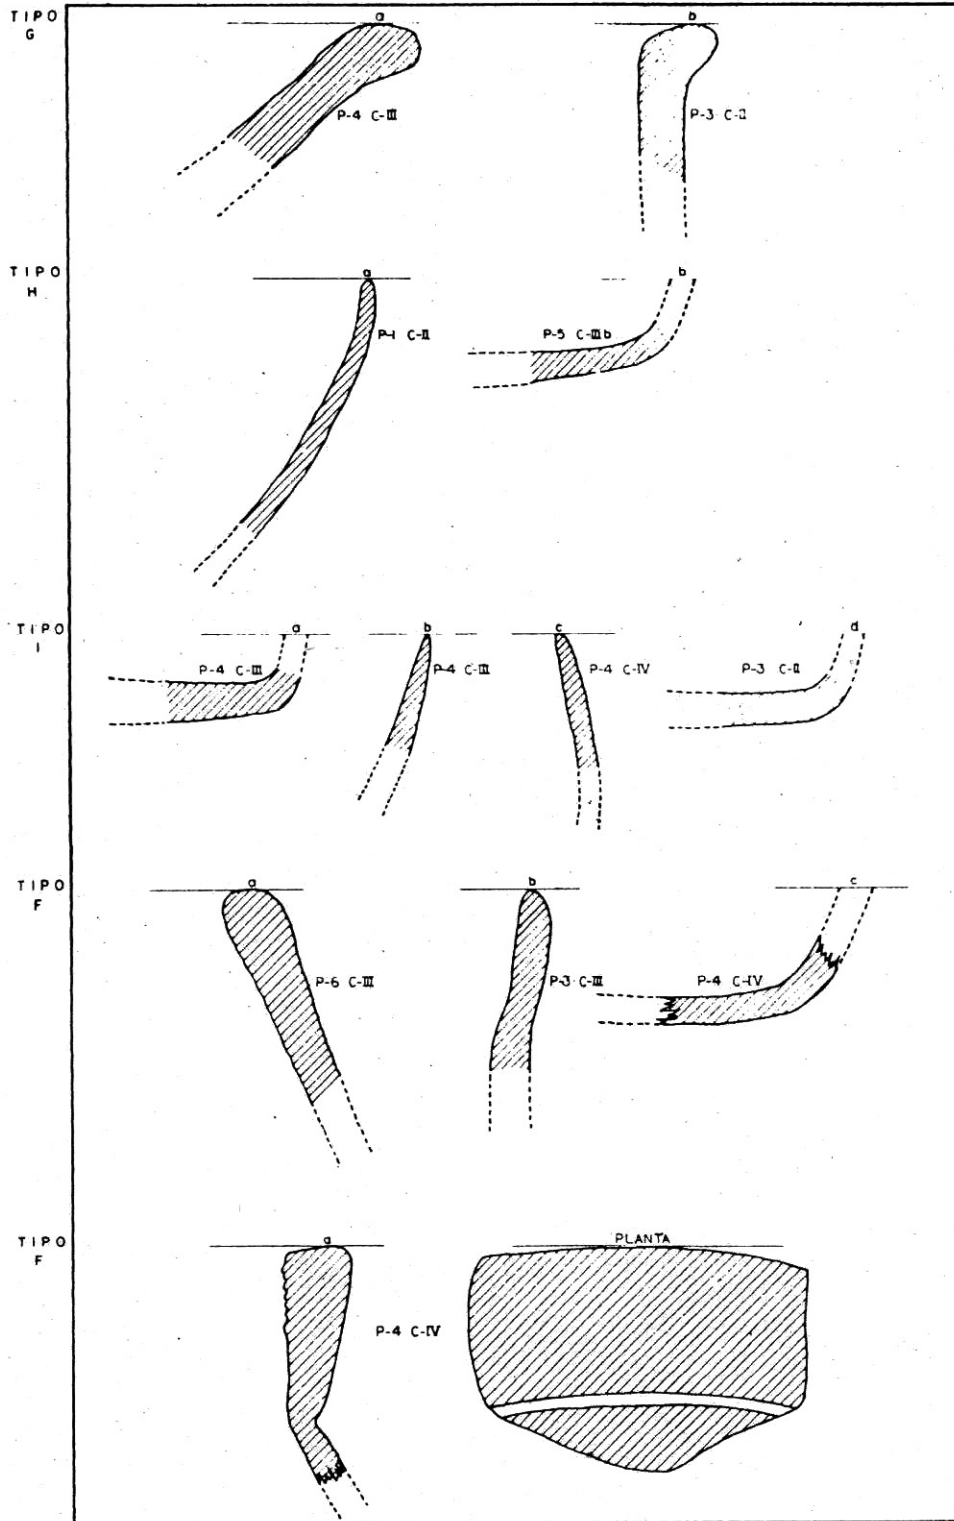 TIPO
G
a
b
P-4 C-III
P-3 C-II
TIPO
H
a
b
P-1 C-II
P-5 C-IIIb
TIPO
I
a
b
c
d
P-4 C-III
P-4 C-III
P-4 C-IV
P-3 C-II
TIPO
F
a
b
c
P-6 C-III
P-3 C-III
P-4 C-IV
TIPO
F
a
PLANTA
P-4 C-IV